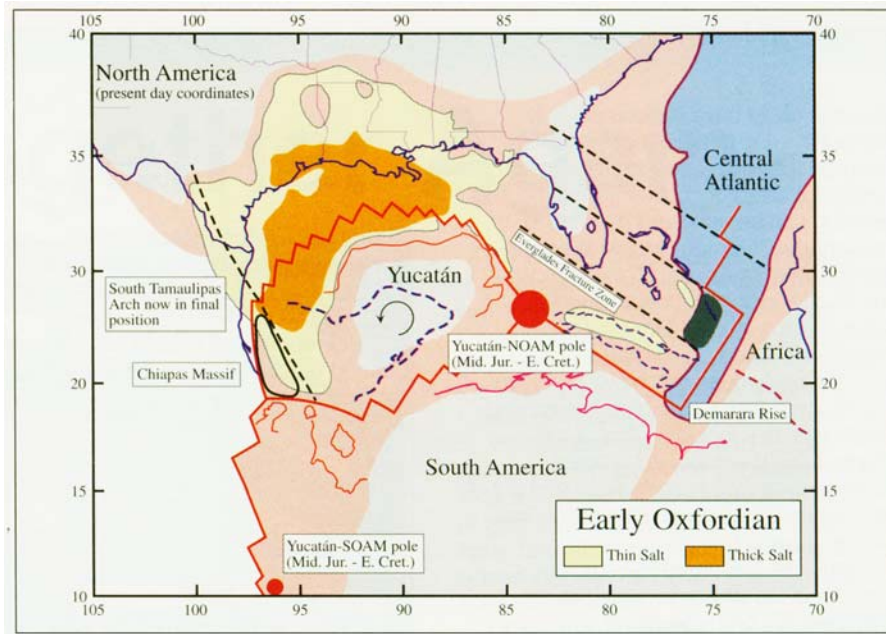 105
100
95
90
85
80
75
70
40
40
North America
(present day coordinates)
35
35
Central
Atlantic
30
30
Everglades Fracture Zone
Yucatán
South Tamaulipas
Arch now in final
position
Yucatán-NOAM pole
(Mid. Jur. - E. Cret.)
Africa
Chiapas Massif
20
20
Demarara Rise
South America
15
15
Early Oxfordian
Thin Salt
Thick Salt
Yucatán-SOAM pole
(Mid. Jur. - E. Cret.)
10
10
105
100
95
90
85
80
75
70